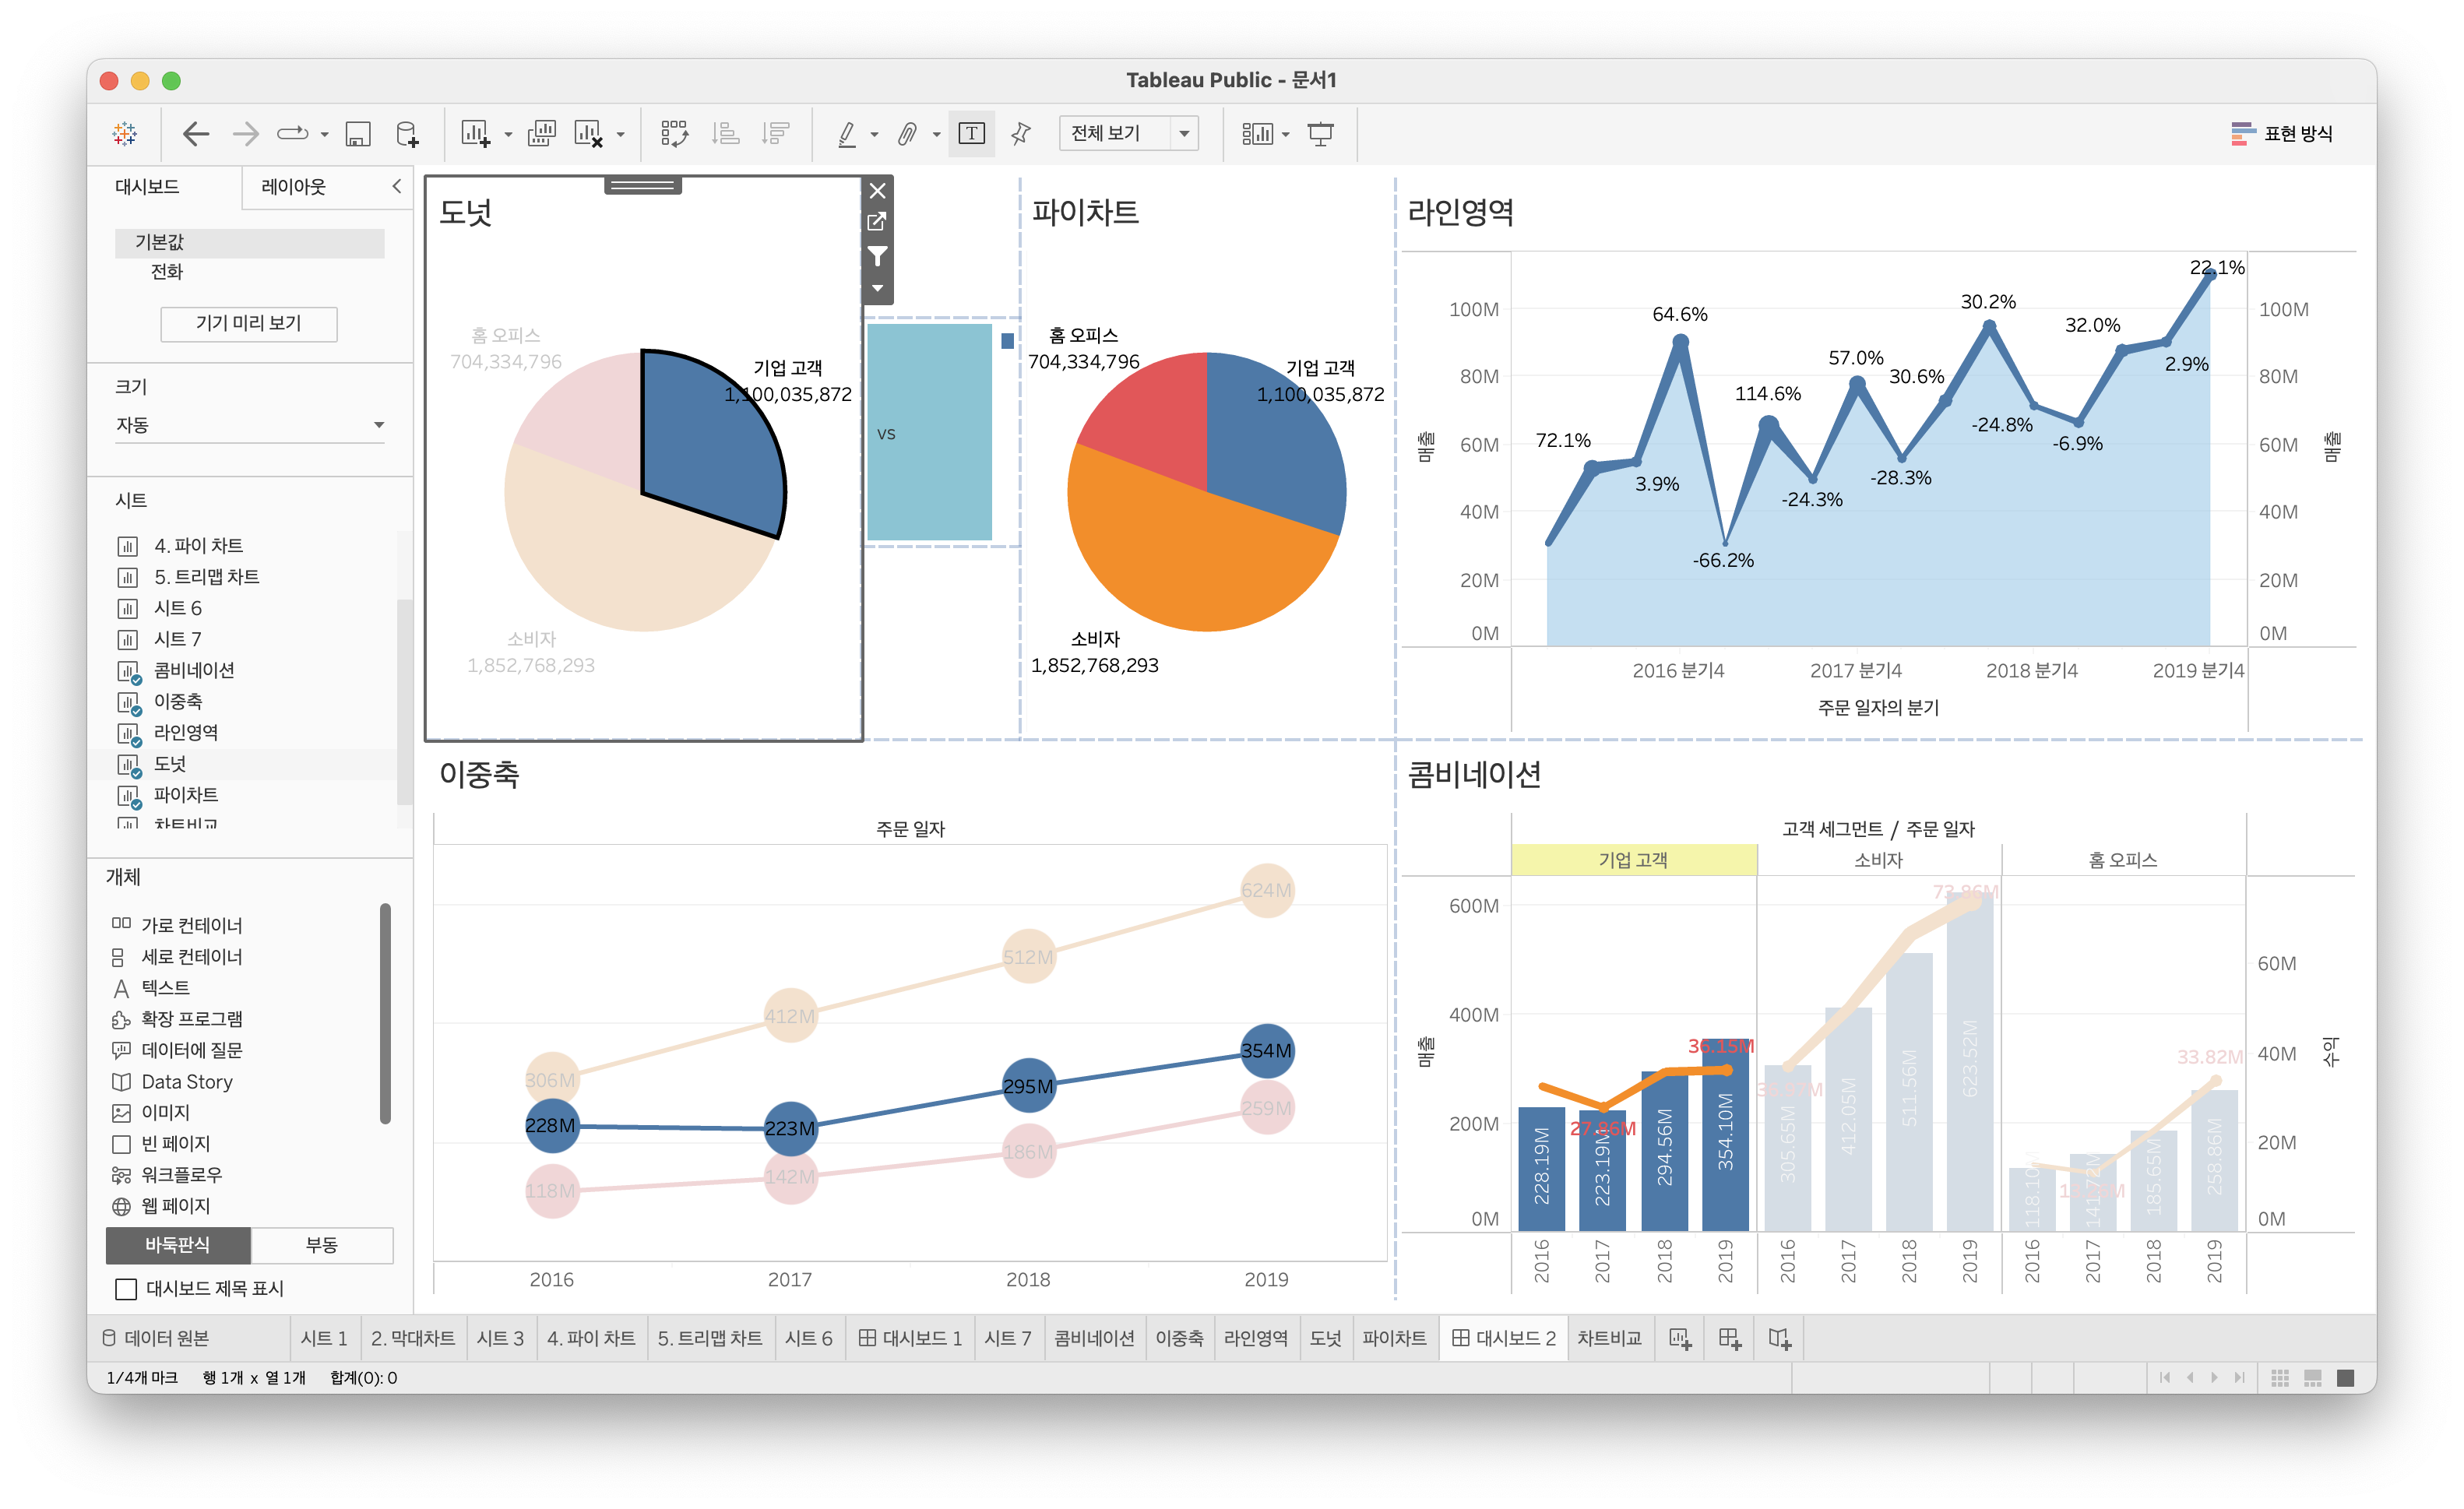 Tableau Public - 문서1
전체 보기
표현 방식
대시보드
레이아웃
기본값
전화
기기 미리 보기
크기
자동
시트
4. 파이 차트
5. 트리맵 차트
시트 6
시트 7
콤비네이션
이중축
라인영역
도넛
파이차트
차트비교
개체
가로 컨테이너
세로 컨테이너
텍스트
확장 프로그램
데이터에 질문
Data Story
이미지
빈 페이지
워크플로우
웹 페이지
바둑판식
부동
대시보드 제목 표시
도넛
홈 오피스
704,334,796
기업 고객
1,100,035,872
소비자
1,852,768,293
vs
파이차트
홈 오피스
704,334,796
기업 고객
1,100,035,872
소비자
1,852,768,293
라인영역
매출
100M
80M
60M
40M
20M
0M
72.1%
3.9%
64.6%
-66.2%
114.6%
-24.3%
57.0%
-28.3%
30.6%
30.2%
-24.8%
-6.9%
32.0%
2.9%
22.1%
100M
80M
60M
40M
20M
0M
매출
2016 분기4
2017 분기4
2018 분기4
2019 분기4
주문 일자의 분기
이중축
주문 일자
306M
412M
512M
624M
228M
223M
295M
354M
118M
142M
186M
259M
2016
2017
2018
2019
콤비네이션
고객 세그먼트 / 주문 일자
기업 고객
소비자
홈 오피스
매출
600M
400M
200M
0M
228.19M
223.19M
294.56M
354.10M
27.86M
36.15M
305.65M
412.05M
511.56M
623.52M
73.86M
118.10M
141.72M
185.65M
258.86M
33.82M
60M
40M
20M
0M
수익
2016
2017
2018
2019
2016
2017
2018
2019
2016
2017
2018
2019
데이터 원본
시트 1
2. 막대차트
시트 3
4. 파이 차트
5. 트리맵 차트
시트 6
대시보드 1
시트 7
콤비네이션
이중축
라인영역
도넛
파이차트
대시보드 2
차트비교
1/4개 마크
행 1개 x 열 1개
합계(0): 0